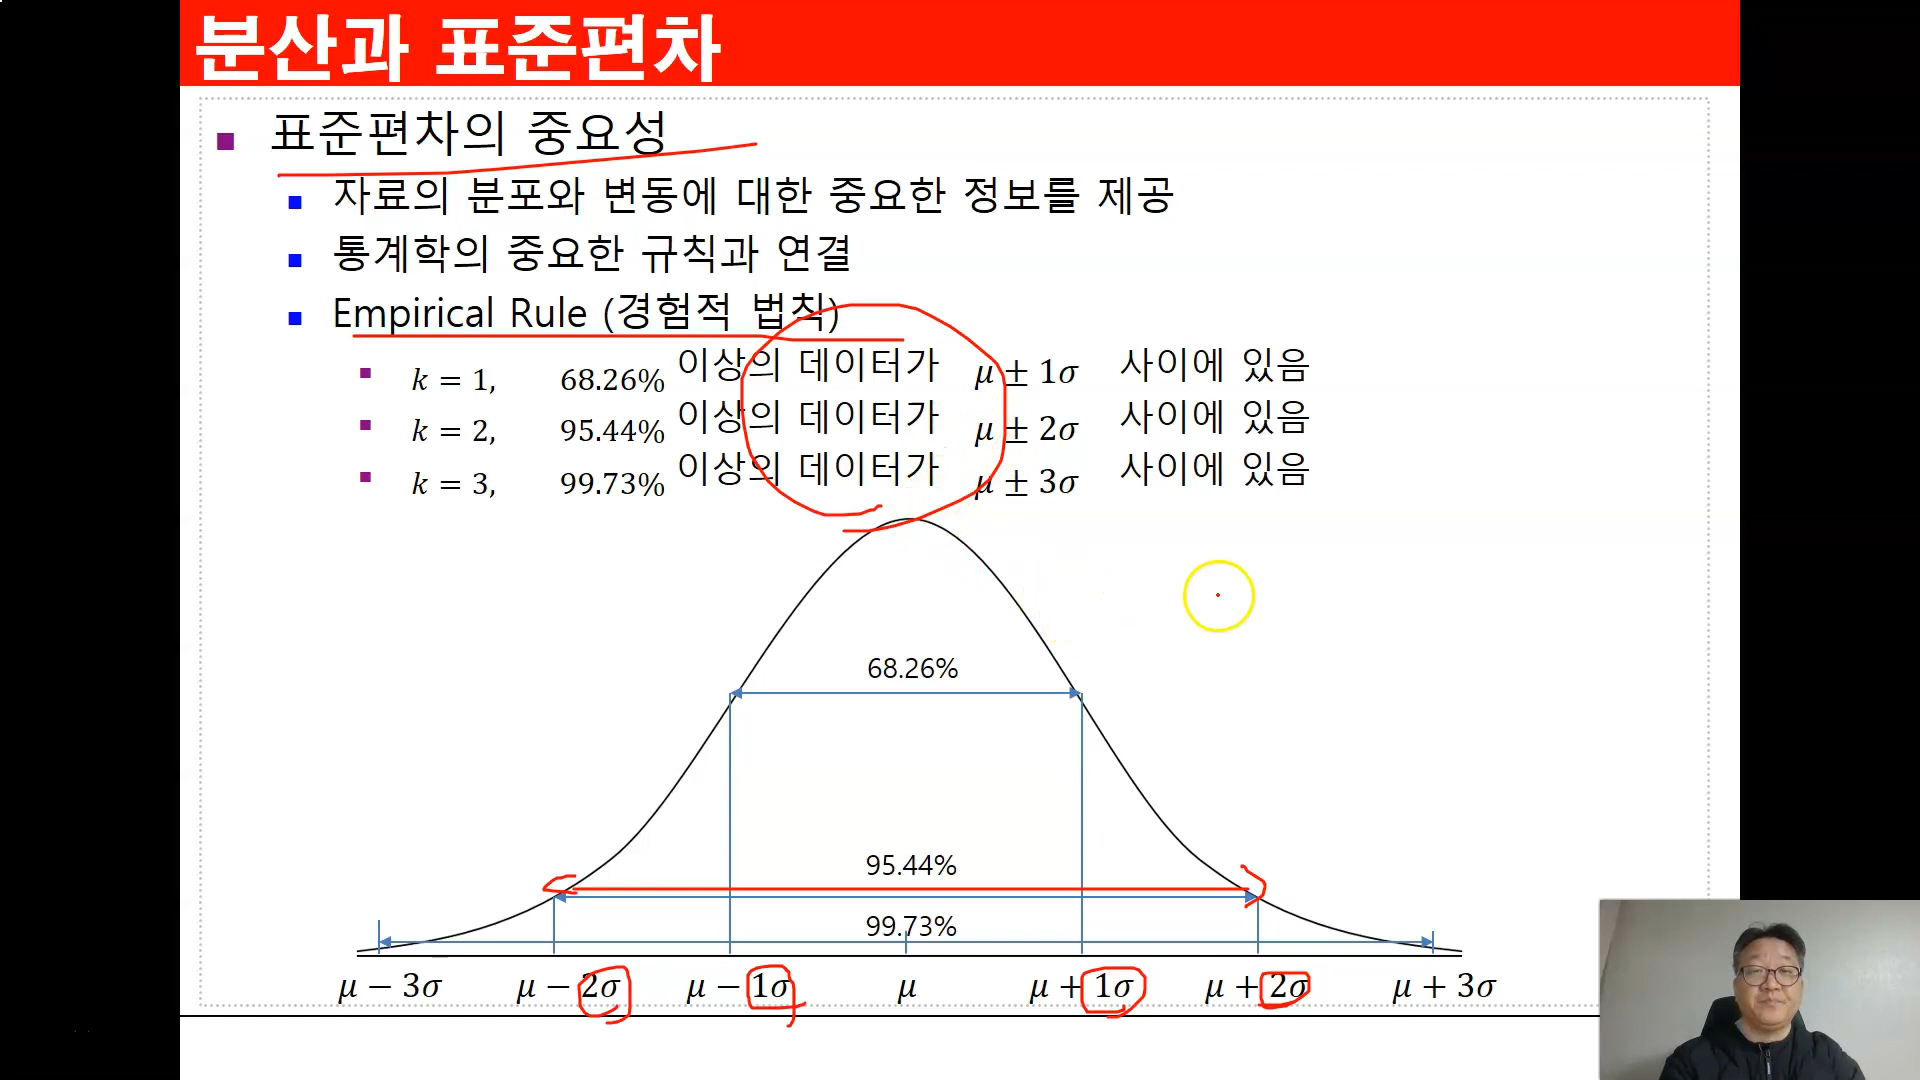 분산과 표준편차
표준편차의 중요성
자료의 분포와 변동에 대한 중요한 정보를 제공
통계학의 중요한 규칙과 연결
Empirical Rule (경험적 법칙)
k = 1, 68.26% 이상의 데이터가 μ ± 1σ 사이에 있음
k = 2, 95.44% 이상의 데이터가 μ ± 2σ 사이에 있음
k = 3, 99.73% 이상의 데이터가 μ ± 3σ 사이에 있음
68.26%
95.44%
99.73%
μ − 3σ μ − 2σ μ − 1σ μ μ + 1σ μ + 2σ μ + 3σ